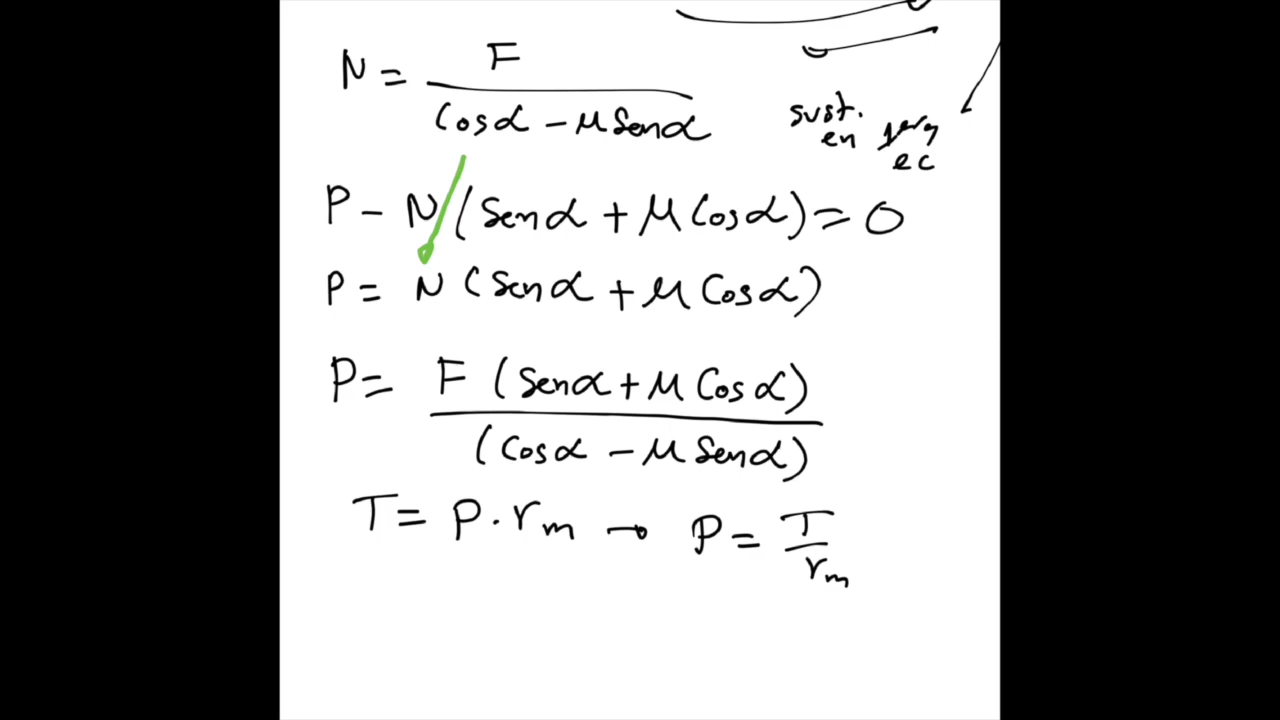 N = F / (Cosα - μ Senα)
sust. en
ec
P - N (Senα + μ Cosα) = 0
P = N (Senα + μ Cosα)
P = F (Senα + μ Cosα) / (Cosα - μ Senα)
T = P · rm → P = T / rm